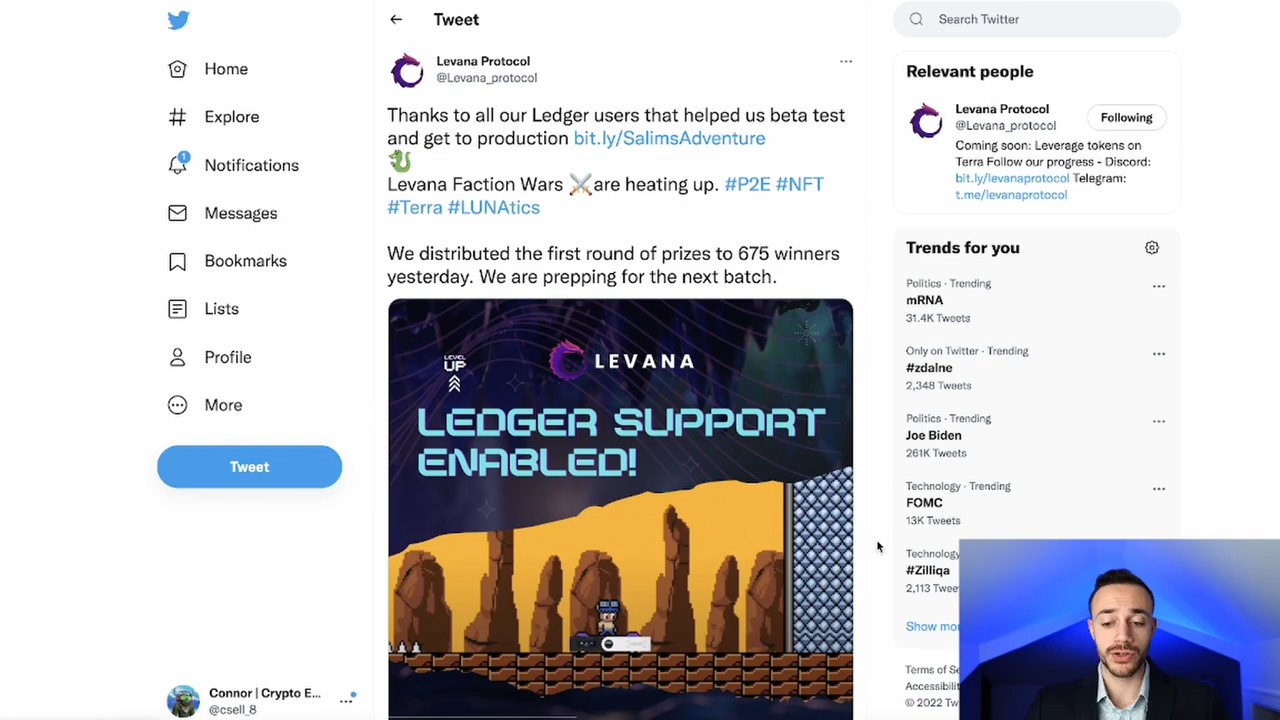 Home
Explore
1
Notifications
Messages
Bookmarks
Lists
Profile
More
Tweet
Connor | Crypto E...
@csell_8
Tweet
Levana Protocol
@Levana_protocol
Thanks to all our Ledger users that helped us beta test
and get to production bit.ly/SalimsAdventure
🐉
Levana Faction Wars ⚔️are heating up. #P2E #NFT
#Terra #LUNAtics
We distributed the first round of prizes to 675 winners
yesterday. We are prepping for the next batch.
LEVEL
UP
LEVANA
LEDGER SUPPORT
ENABLED!
Search Twitter
Relevant people
Levana Protocol
@Levana_protocol
Following
Coming soon: Leverage tokens on
Terra Follow our progress - Discord:
bit.ly/levanaprotocol Telegram:
t.me/levanaprotocol
Trends for you
Politics · Trending
mRNA
31.4K Tweets
Only on Twitter · Trending
#zdalne
2,348 Tweets
Politics · Trending
Joe Biden
261K Tweets
Technology · Trending
FOMC
13K Tweets
Technology
#Zilliqa
2,113 Twee
Show mo
Terms of Se
Accessibilit
© 2022 Tw